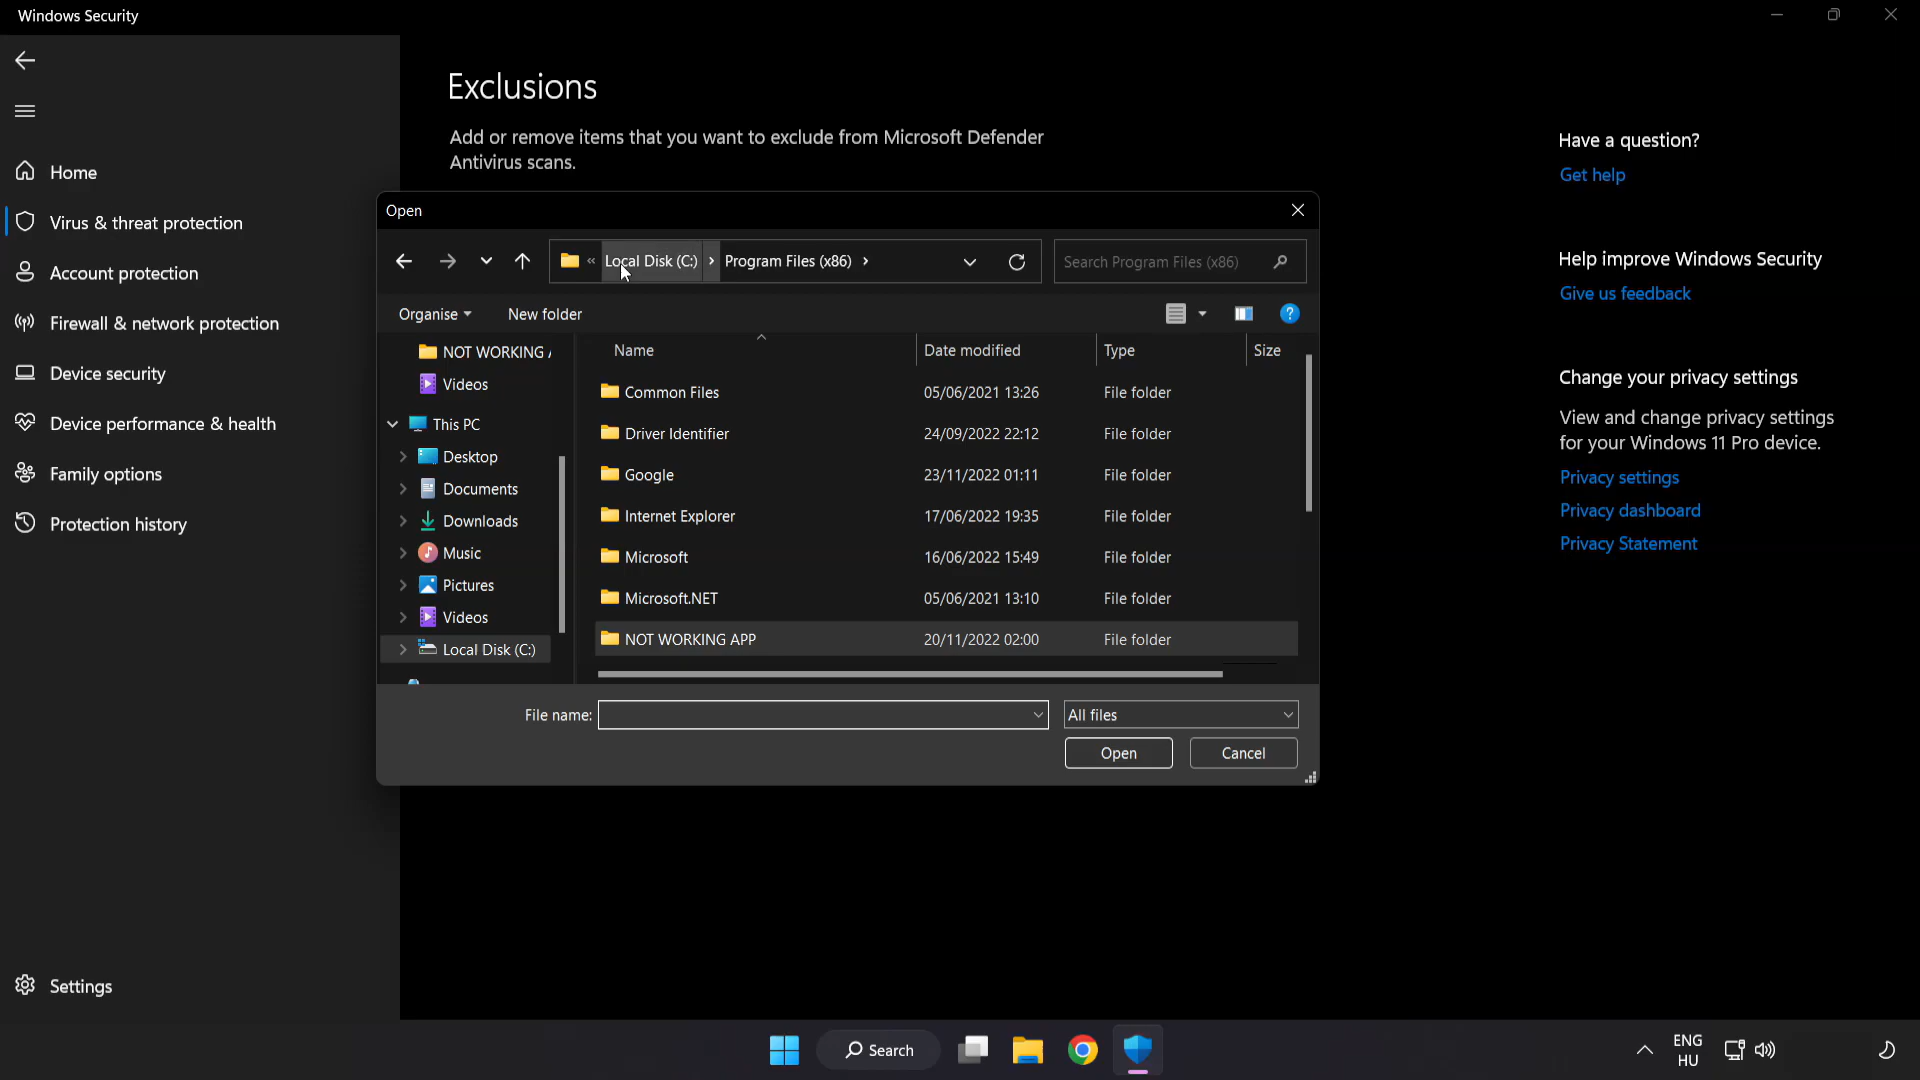 Windows Security
Home
Virus & threat protection
Account protection
Firewall & network protection
Device security
Device performance & health
Family options
Protection history
Settings
Exclusions
Add or remove items that you want to exclude from Microsoft Defender
Antivirus scans.
Open
« Local Disk (C:) › Program Files (x86) ›
Search Program Files (x86)
Organise
New folder
?
NOT WORKING
Videos
This PC
Desktop
Documents
Downloads
Music
Pictures
Videos
Local Disk (C:)
Name Date modified Type Size
Common Files 05/06/2021 13:26 File folder
Driver Identifier 24/09/2022 22:12 File folder
Google 23/11/2022 01:11 File folder
Internet Explorer 17/06/2022 19:35 File folder
Microsoft 16/06/2022 15:49 File folder
Microsoft.NET 05/06/2021 13:10 File folder
NOT WORKING APP 20/11/2022 02:00 File folder
File name:
All files
Open
Cancel
Have a question?
Get help
Help improve Windows Security
Give us feedback
Change your privacy settings
View and change privacy settings
for your Windows 11 Pro device.
Privacy settings
Privacy dashboard
Privacy Statement
Search
ENG
HU